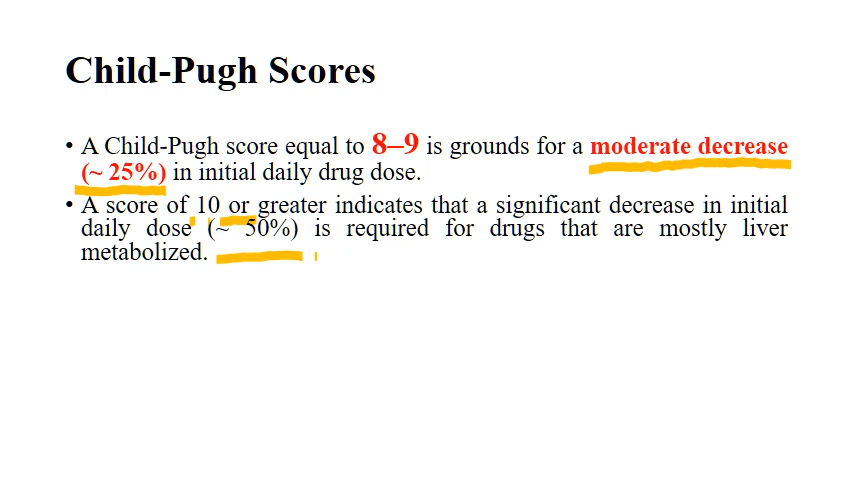 Child-Pugh Scores
• A Child-Pugh score equal to 8–9 is grounds for a moderate decrease
(~ 25%) in initial daily drug dose.
• A score of 10 or greater indicates that a significant decrease in initial
daily dose (~ 50%) is required for drugs that are mostly liver
metabolized.